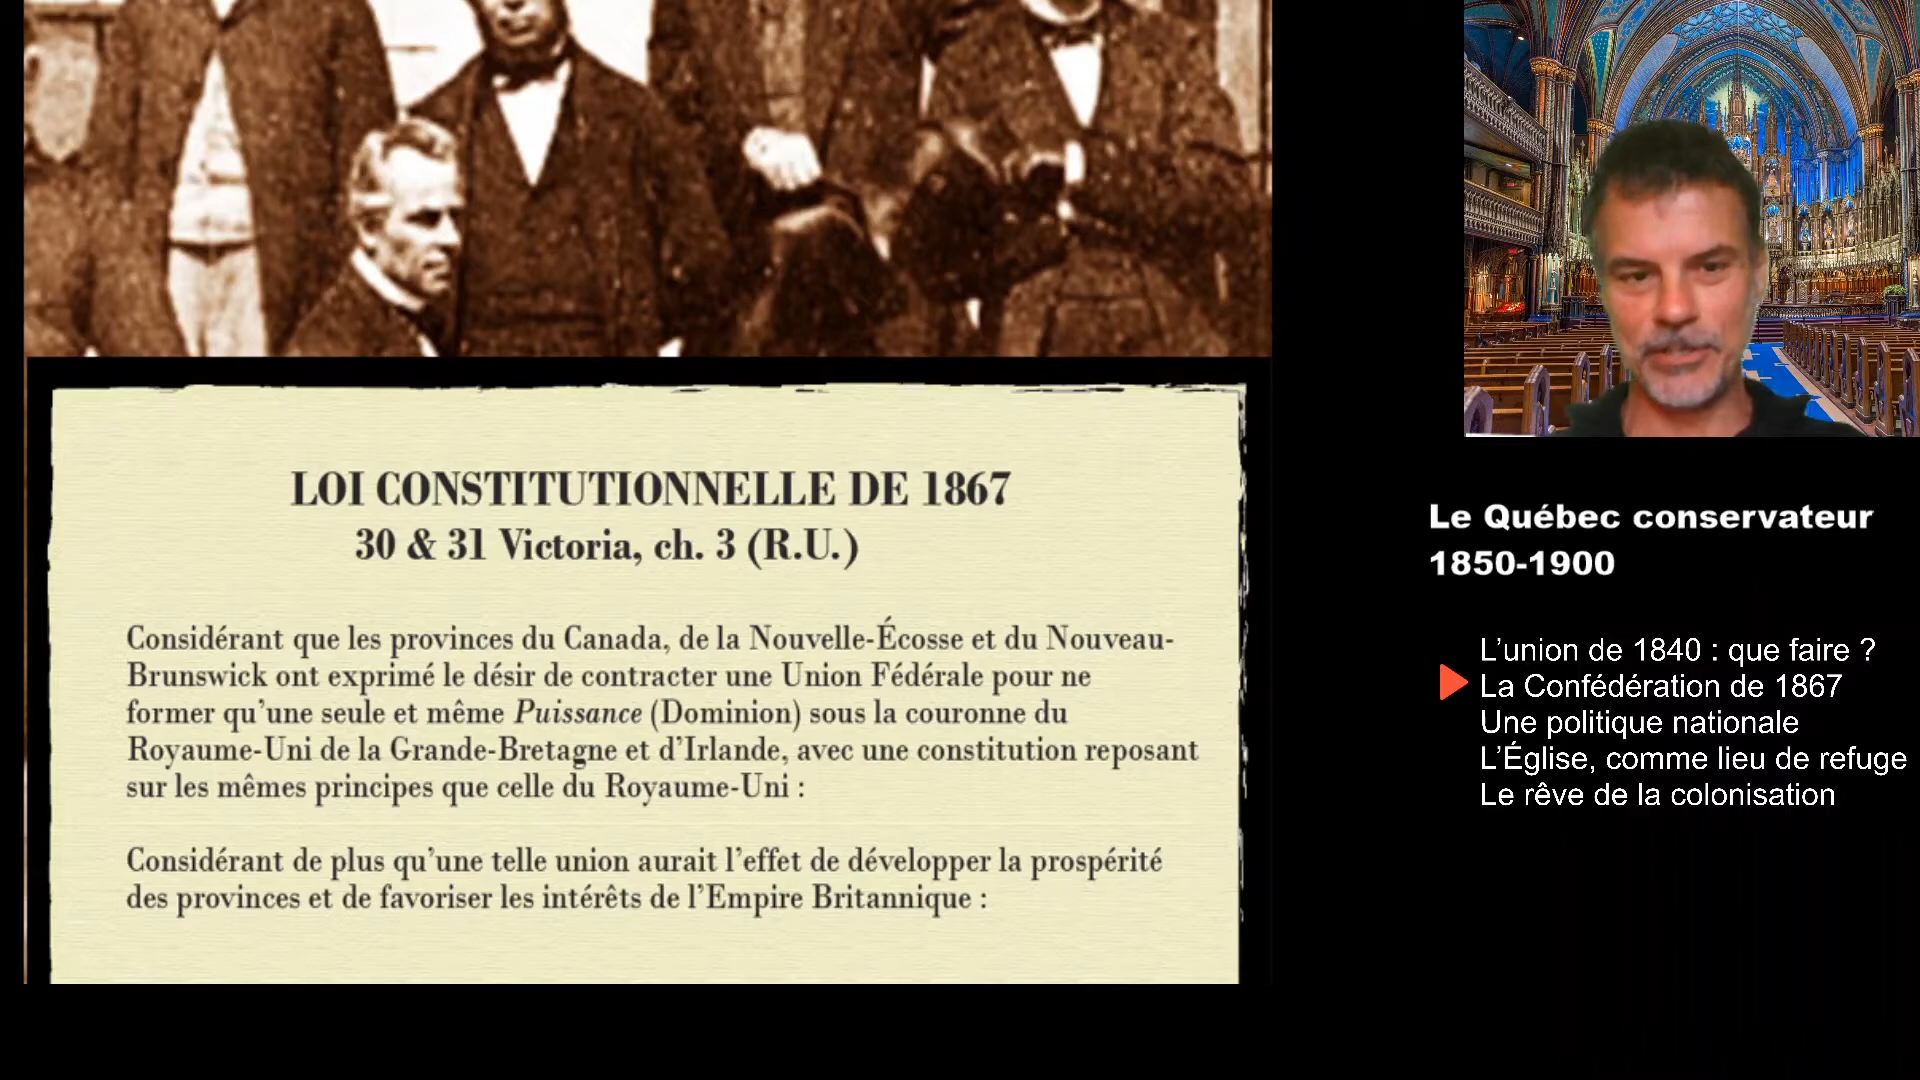 LOI CONSTITUTIONNELLE DE 1867
30 & 31 Victoria, ch. 3 (R.U.)
Considérant que les provinces du Canada, de la Nouvelle-Écosse et du Nouveau-
Brunswick ont exprimé le désir de contracter une Union Fédérale pour ne
former qu’une seule et même Puissance (Dominion) sous la couronne du
Royaume-Uni de la Grande-Bretagne et d’Irlande, avec une constitution reposant
sur les mêmes principes que celle du Royaume-Uni :
Considérant de plus qu’une telle union aurait l’effet de développer la prospérité
des provinces et de favoriser les intérêts de l’Empire Britannique :
Le Québec conservateur
1850-1900
L’union de 1840 : que faire ?
La Confédération de 1867
Une politique nationale
L’Église, comme lieu de refuge
Le rêve de la colonisation